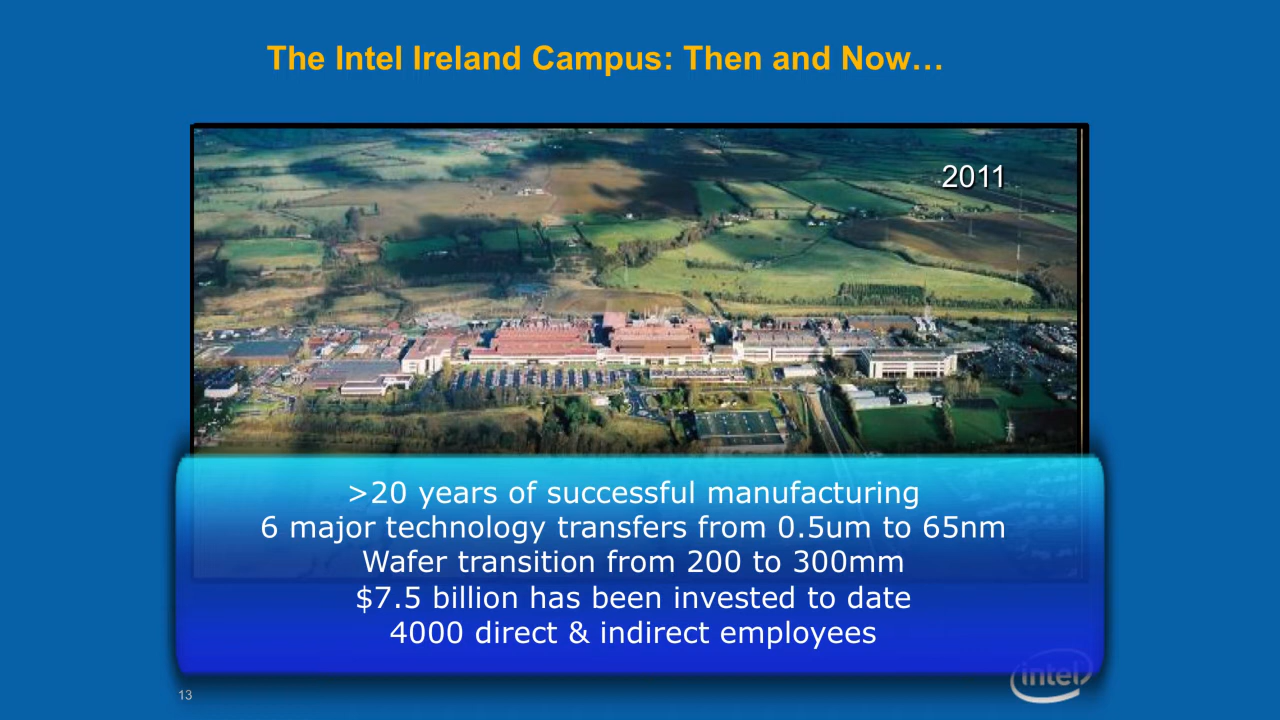 The Intel Ireland Campus: Then and Now…
2011
>20 years of successful manufacturing
6 major technology transfers from 0.5um to 65nm
Wafer transition from 200 to 300mm
$7.5 billion has been invested to date
4000 direct & indirect employees
intel
13